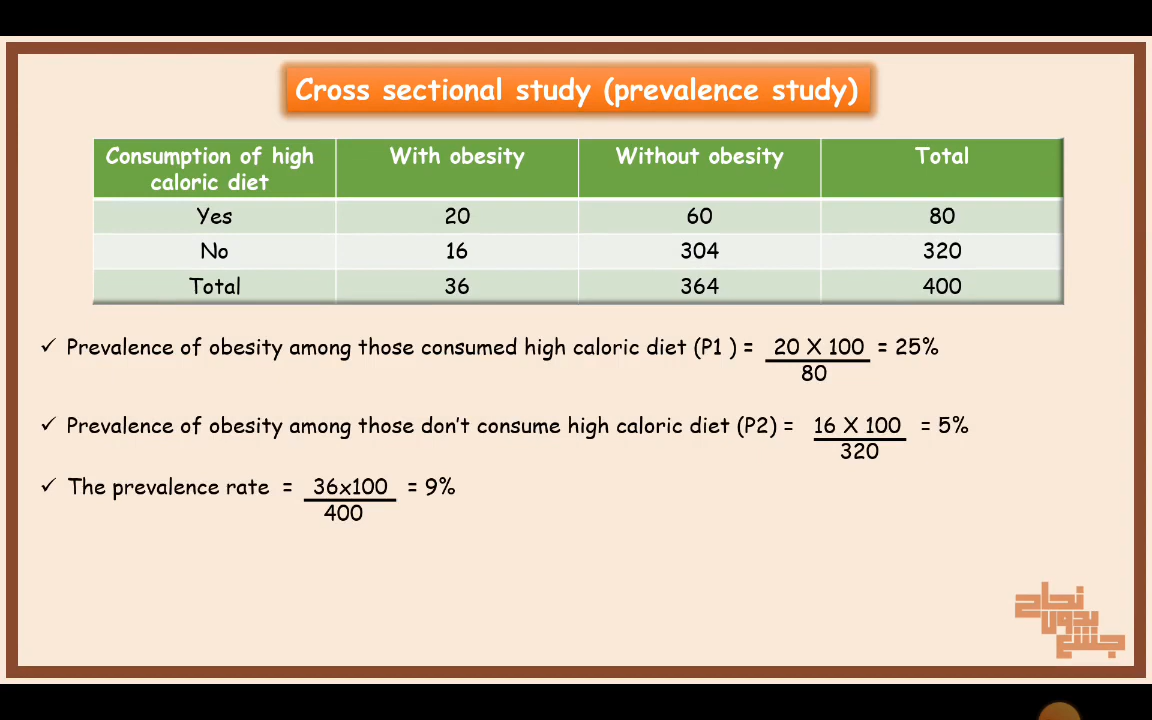 Cross sectional study (prevalence study)
Consumption of high caloric diet With obesity Without obesity Total
Yes 20 60 80
No 16 304 320
Total 36 364 400
✓ Prevalence of obesity among those consumed high caloric diet (P1 ) = 20 X 100 = 25%
80
✓ Prevalence of obesity among those don't consume high caloric diet (P2) = 16 X 100 = 5%
320
✓ The prevalence rate = 36x100 = 9%
400
نجاح
بدون
جشع